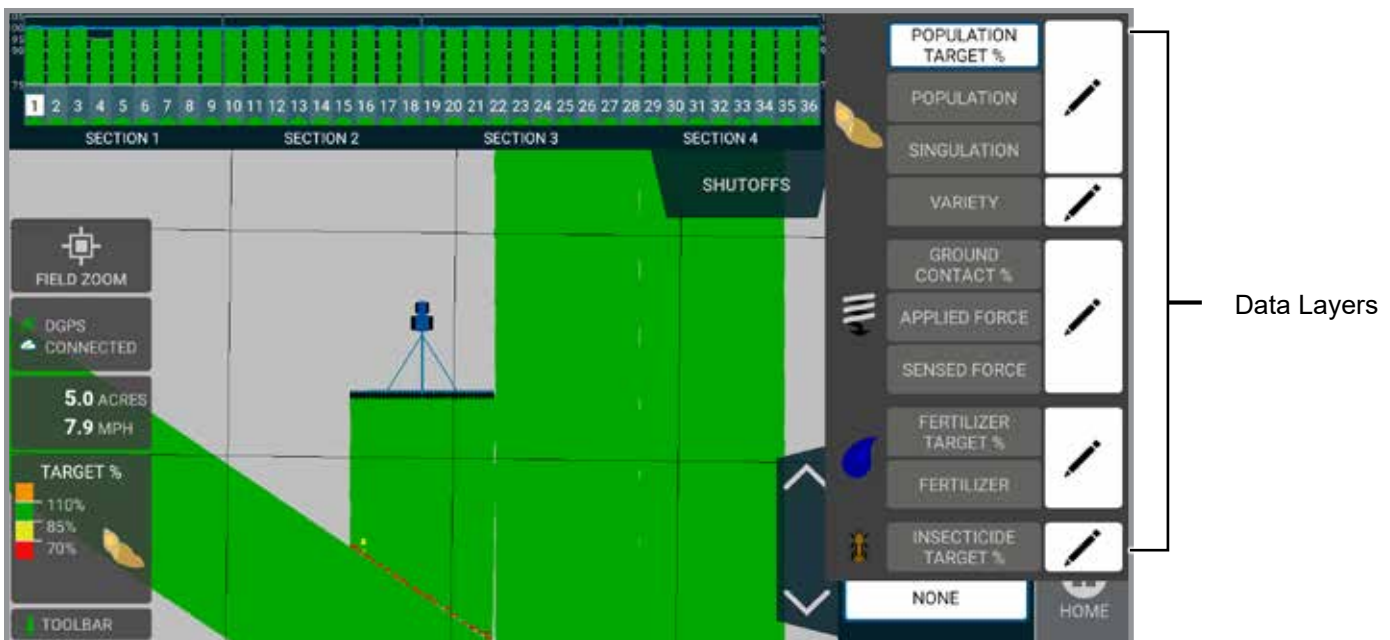 100
95
90
75
1 2 3 4 5 6 7 8 9 10 11 12 13 14 15 16 17 18 19 20 21 22 23 24 25 26 27 28 29 30 31 32 33 34 35 36
SECTION 1 SECTION 2 SECTION 3 SECTION 4
SHUTOFFS
FIELD ZOOM
DGPS
CONNECTED
5.0 ACRES
7.9 MPH
TARGET %
110%
85%
70%
TOOLBAR
POPULATION
TARGET %
POPULATION
SINGULATION
VARIETY
GROUND
CONTACT %
APPLIED FORCE
SENSED FORCE
FERTILIZER
TARGET %
FERTILIZER
INSECTICIDE
TARGET %
NONE
HOME
Data Layers